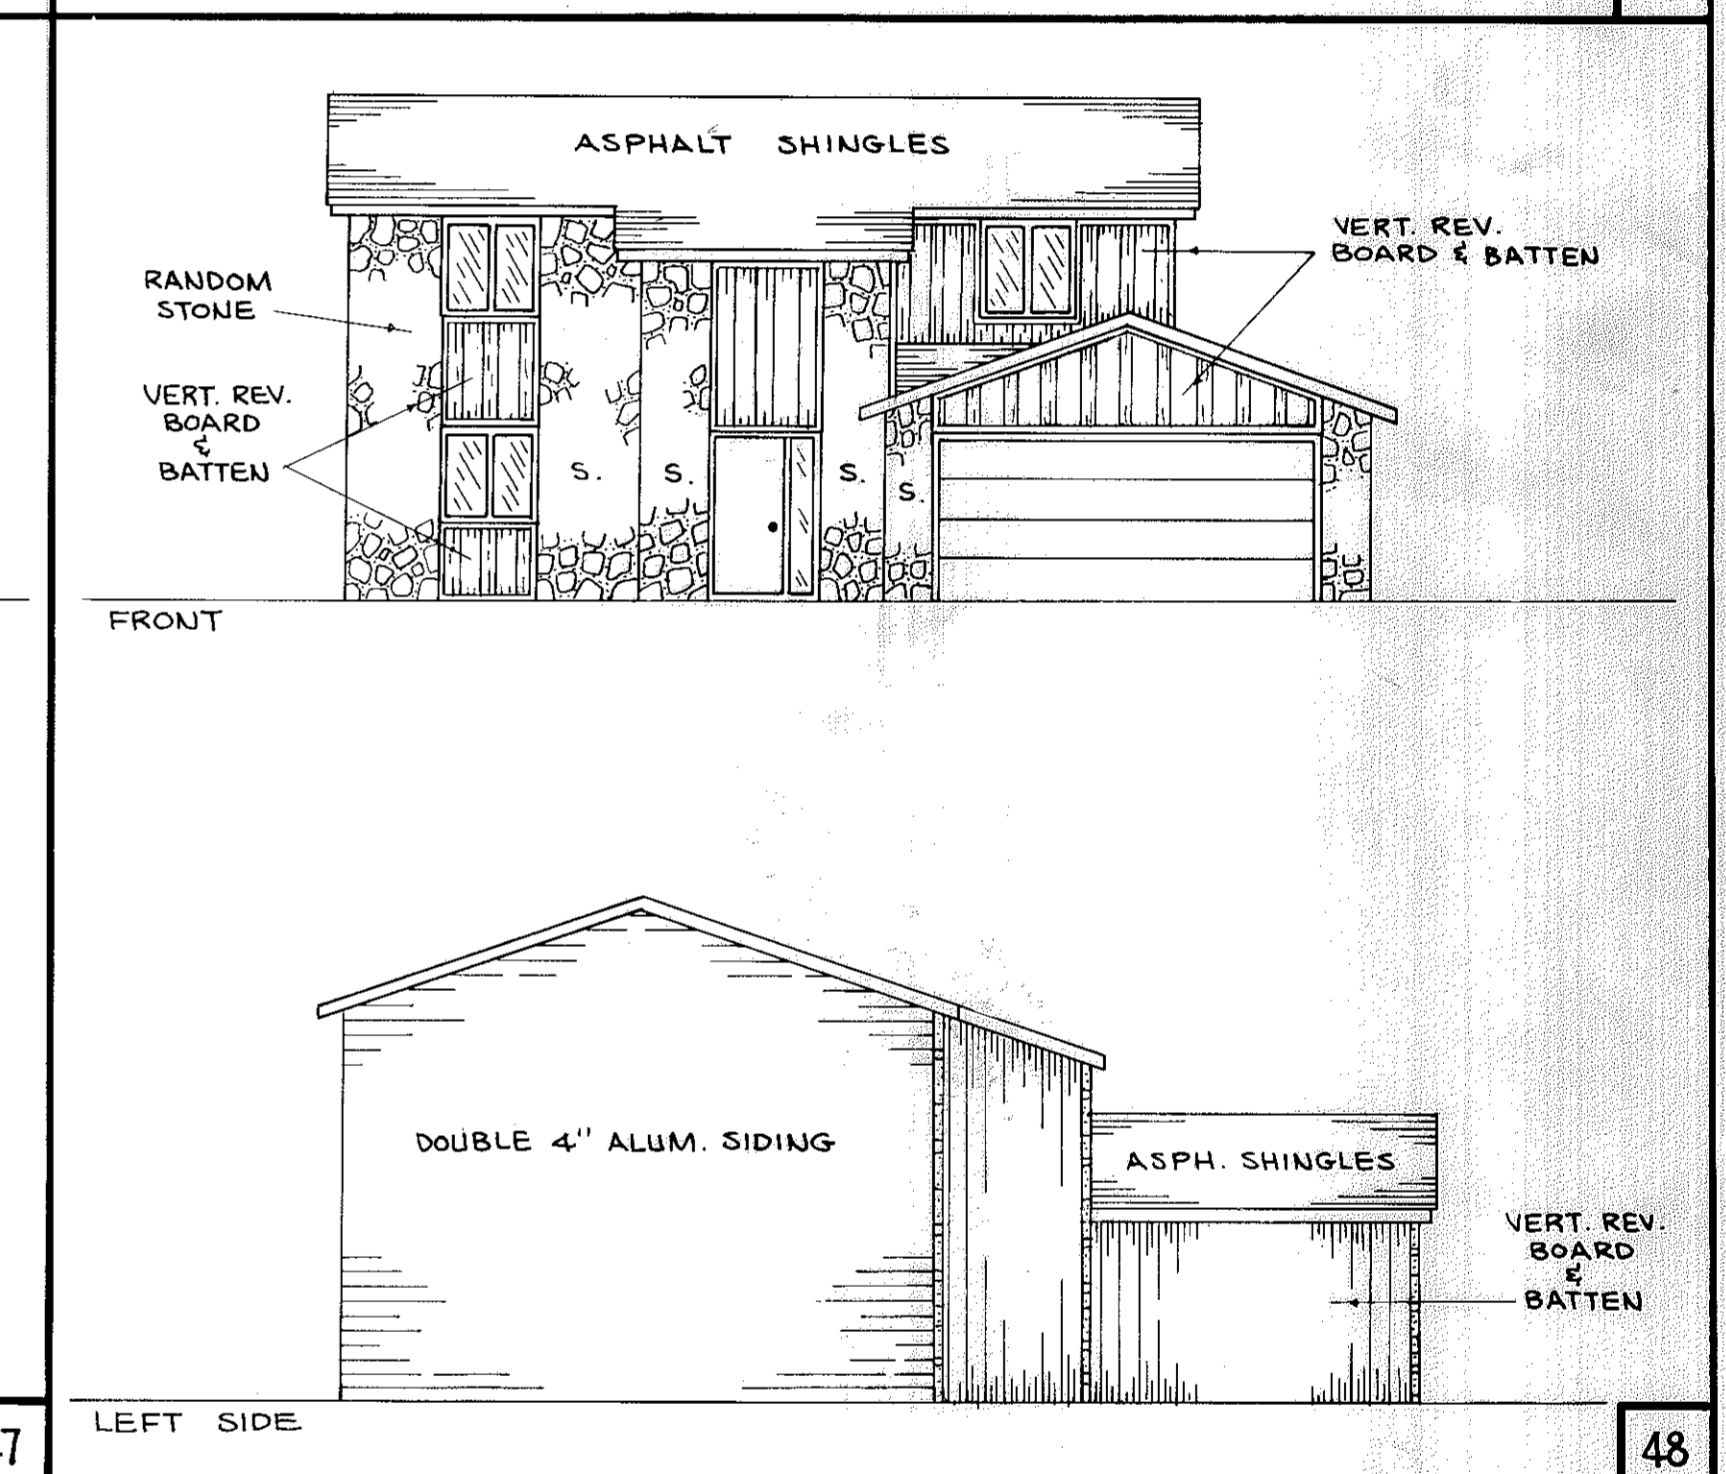 ASPHALT SHINGLES
VERT. REV.
BOARD & BATTEN
RANDOM
STONE
VERT. REV.
BOARD
&
BATTEN
S.
S.
S.
S.
FRONT
DOUBLE 4" ALUM. SIDING
ASPH. SHINGLES
VERT. REV.
BOARD
&
BATTEN
LEFT SIDE
7
48